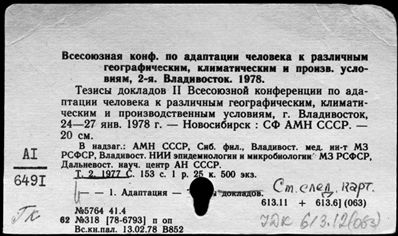 Всесоюзная конф. по адаптации человека к различным
географическим, климатическим и произв. усло-
виям, 2-я. Владивосток. 1978.
Тезисы докладов II Всесоюзной конференции по ада-
птации человека к различным географическим, климати-
ческим и производственным условиям, г. Владивосток,
24—27 янв. 1978 г. — Новосибирск : СФ АМН СССР. —
20 см.
В надзаг.: АМН СССР, Сиб. фил., Владивост. мед. ин-т МЗ
РСФСР, Владивост. НИИ эпидемиологии и микробиологии МЗ РСФСР,
Дальневост. науч. центр АН СССР.
AI
649I
Т. 2, 1977 С. 153 с. 1 р. 25 к. 500 экз.
— — 1. Адаптация — докладов.
См. след. карт.
613.11 + 613.6] (063)
№5764 41.4
62 №318 [78-6793] п оп
Вс.кн.пал. 13.02.78 В852
Гк
УДК 613.12(063)